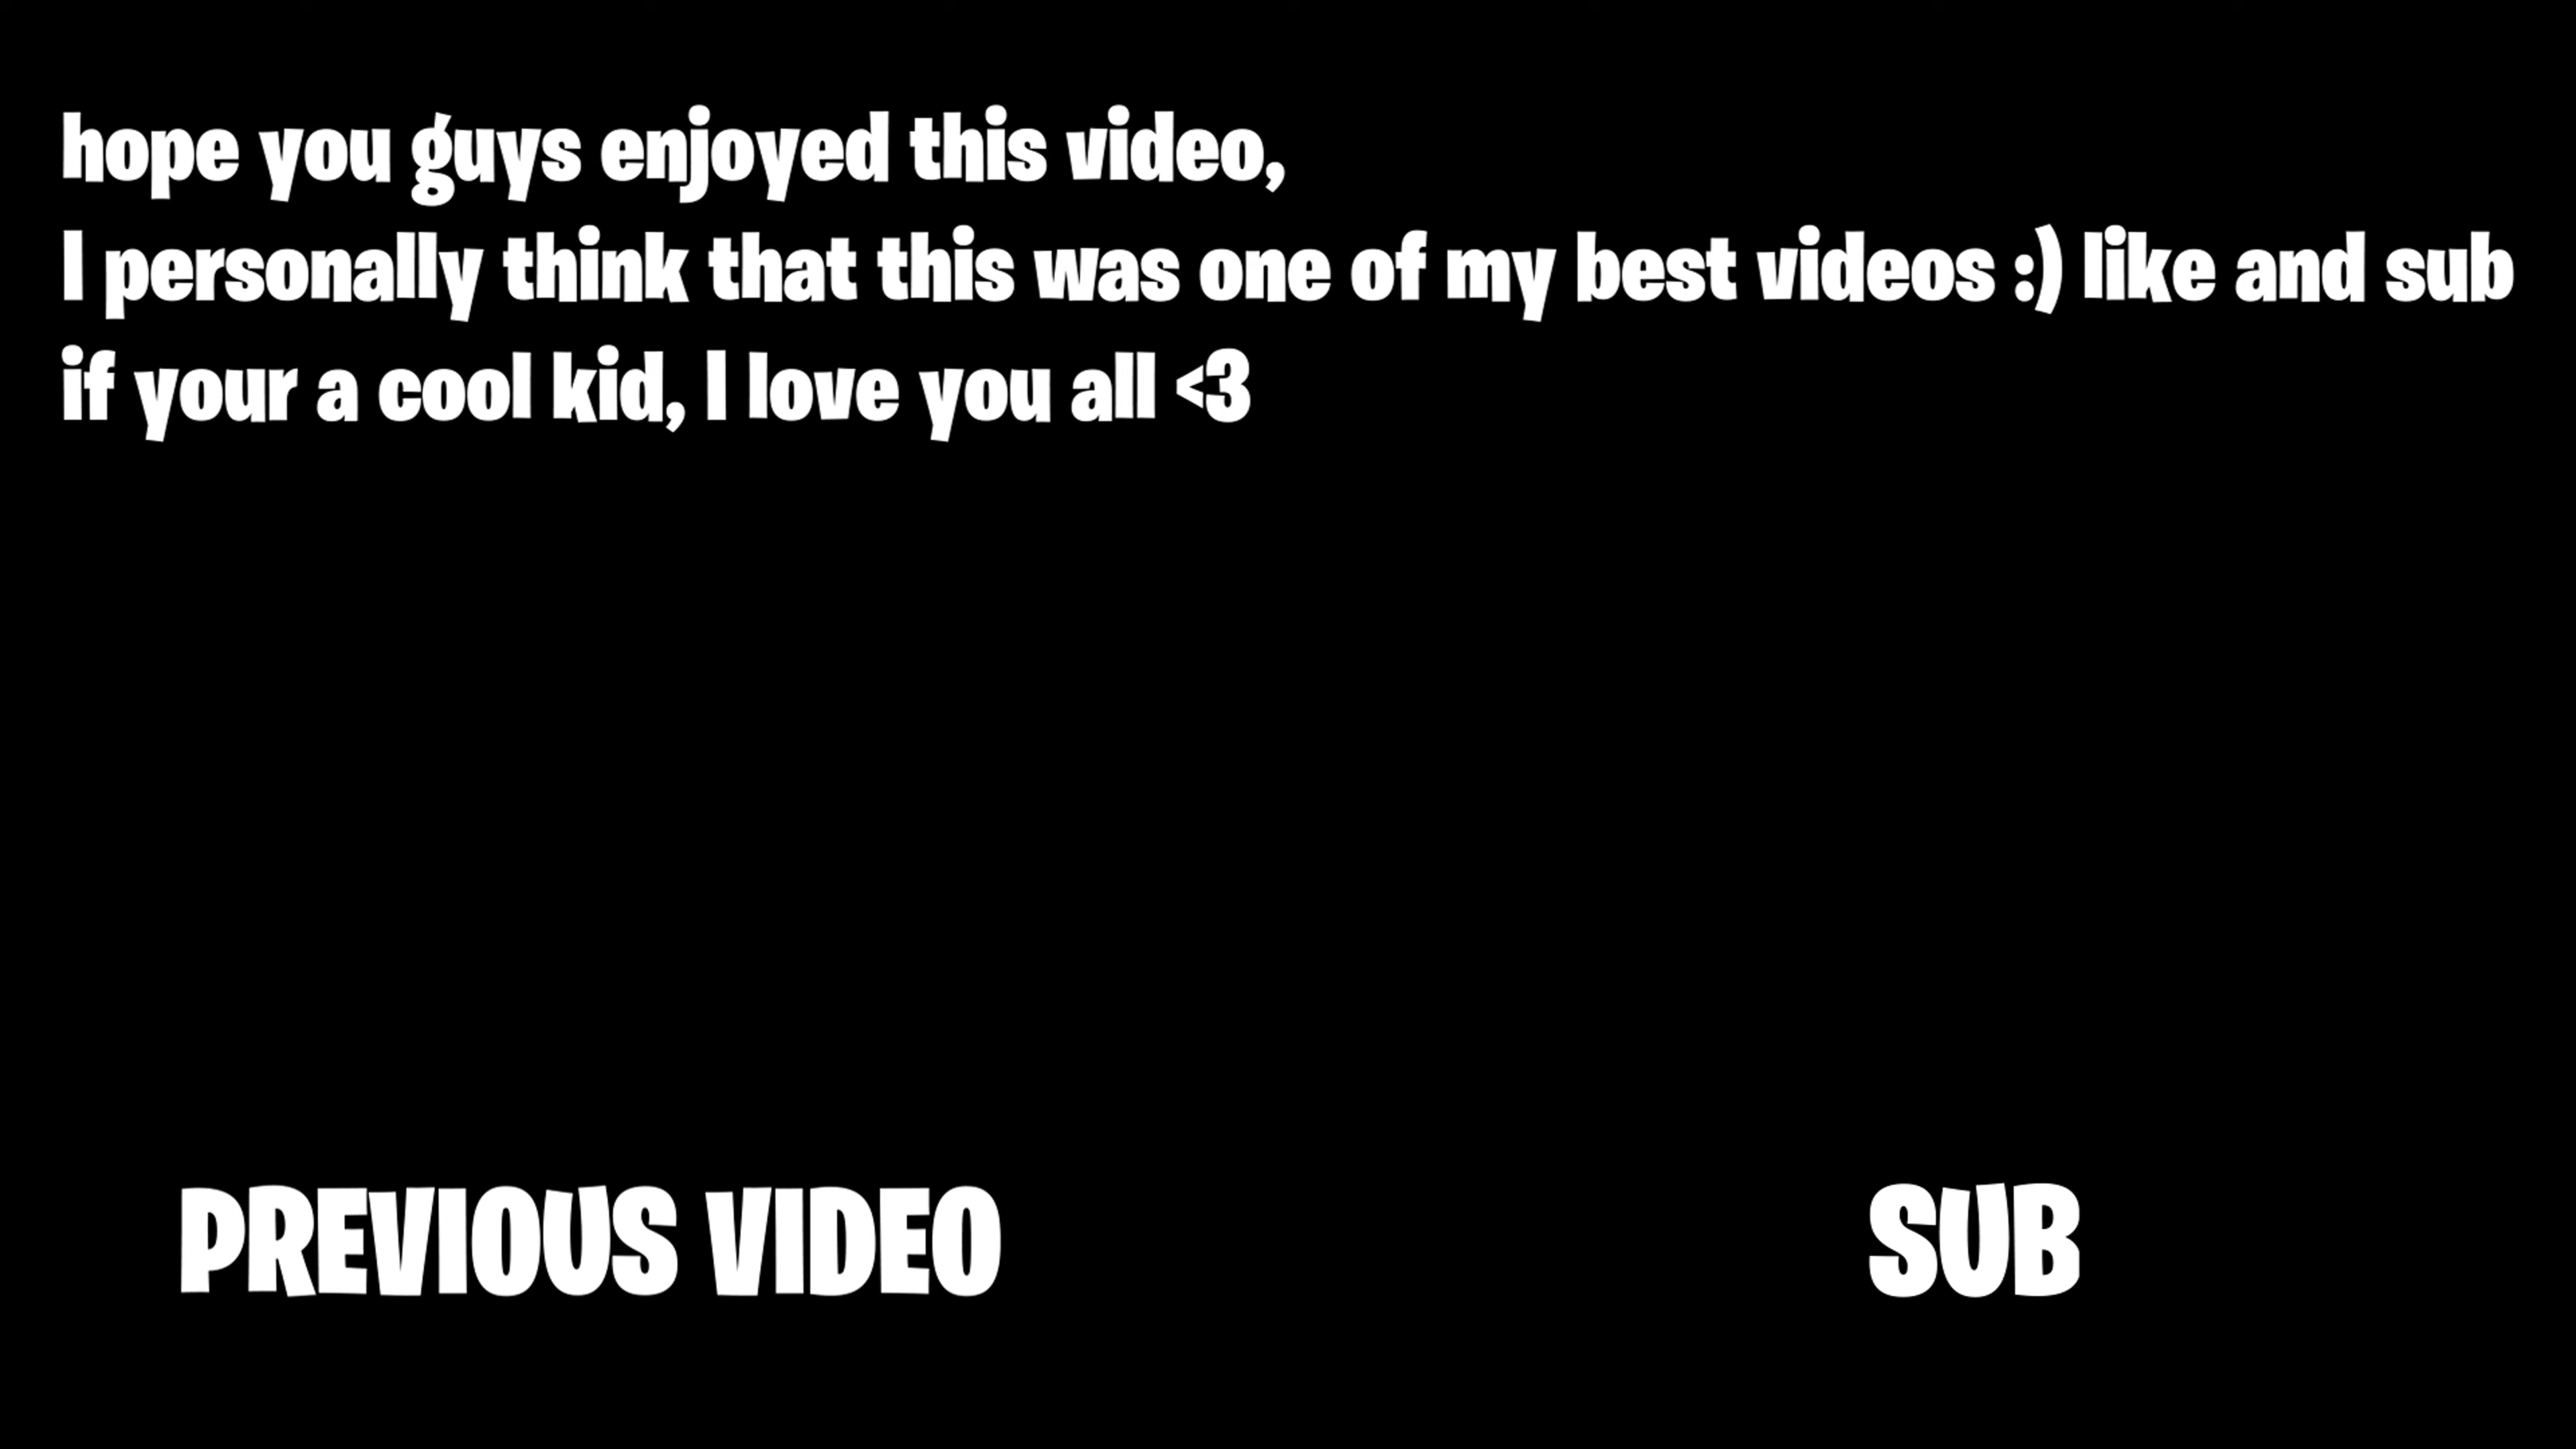 hope you guys enjoyed this video,
I personally think that this was one of my best videos :) like and sub
if your a cool kid, I love you all <3
PREVIOUS VIDEO
SUB